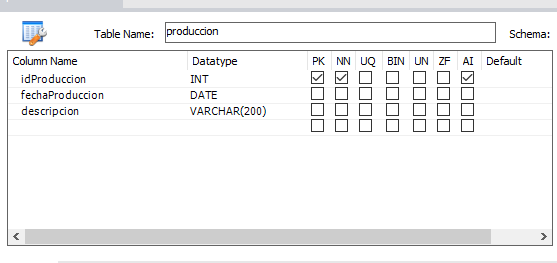 Table Name: produccion Schema:
Column Name Datatype PK NN UQ BIN UN ZF AI Default
idProduccion INT
fechaProduccion DATE
descripcion VARCHAR(200)